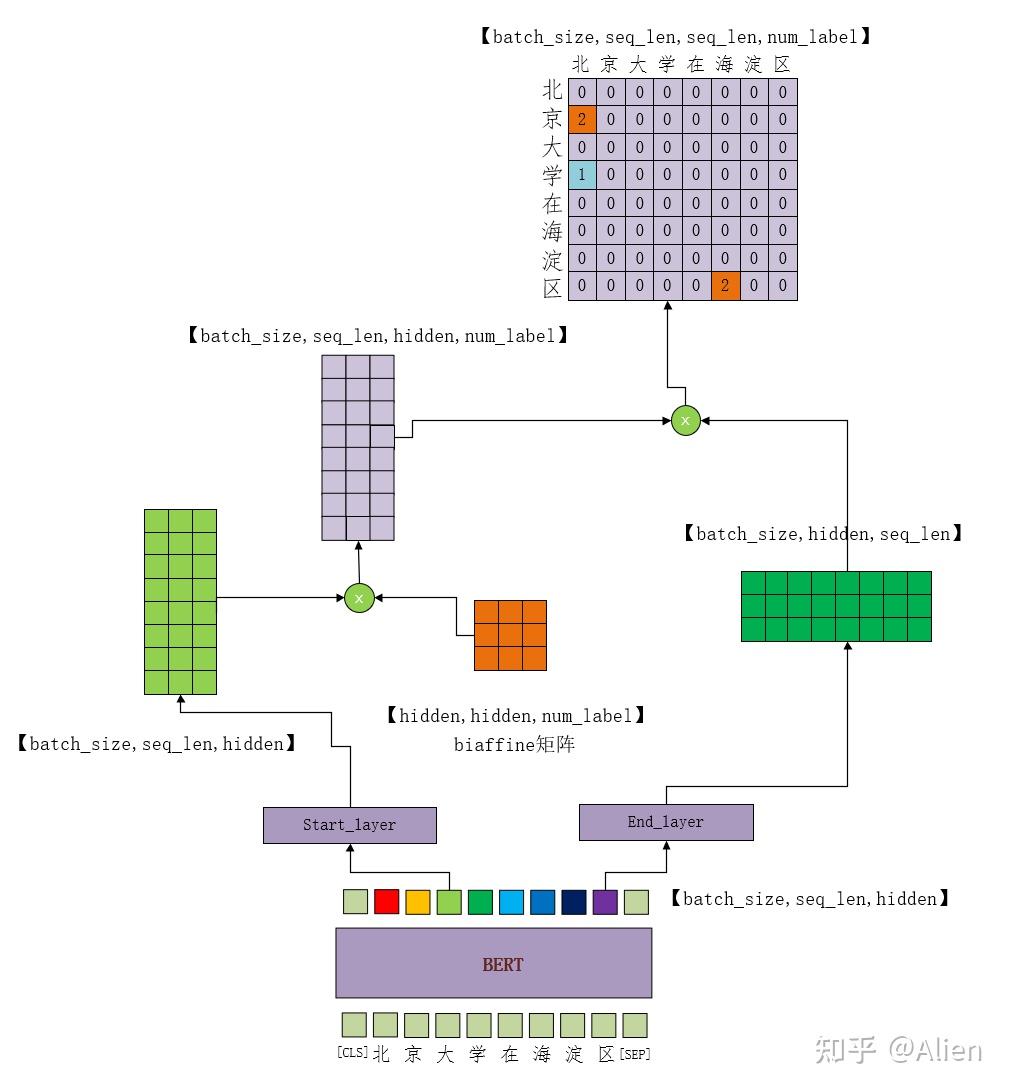 【batch_size,seq_len,seq_len,num_label】
北 京 大 学 在 海 淀 区
北 0 0 0 0 0 0 0 0
京 2 0 0 0 0 0 0 0
大 0 0 0 0 0 0 0 0
学 1 0 0 0 0 0 0 0
在 0 0 0 0 0 0 0 0
海 0 0 0 0 0 0 0 0
淀 0 0 0 0 0 0 0 0
区 0 0 0 0 0 2 0 0
【batch_size,seq_len,hidden,num_label】
x
【batch_size,hidden,seq_len】
x
【hidden,hidden,num_label】
biaffine矩阵
【batch_size,seq_len,hidden】
Start_layer
End_layer
【batch_size,seq_len,hidden】
BERT
[CLS] 北 京 大 学 在 海 淀 区 [SEP]
知乎 @Alien